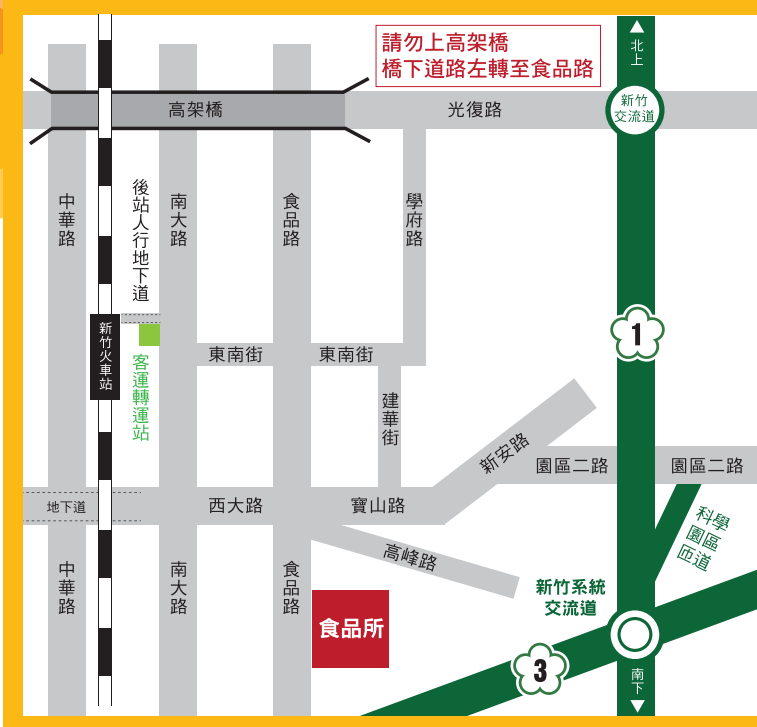 請勿上高架橋
橋下道路左轉至食品路
北上
新竹
交流道
高架橋
光復路
中華路
後站人行地下道
南大路
食品路
學府路
新竹火車站
客運轉運站
東南街
東南街
1
建華街
新安路
園區二路
園區二路
地下道
西大路
寶山路
科學
園區
匝道
高峰路
中華路
南大路
食品路
食品所
新竹系統
交流道
3
南下